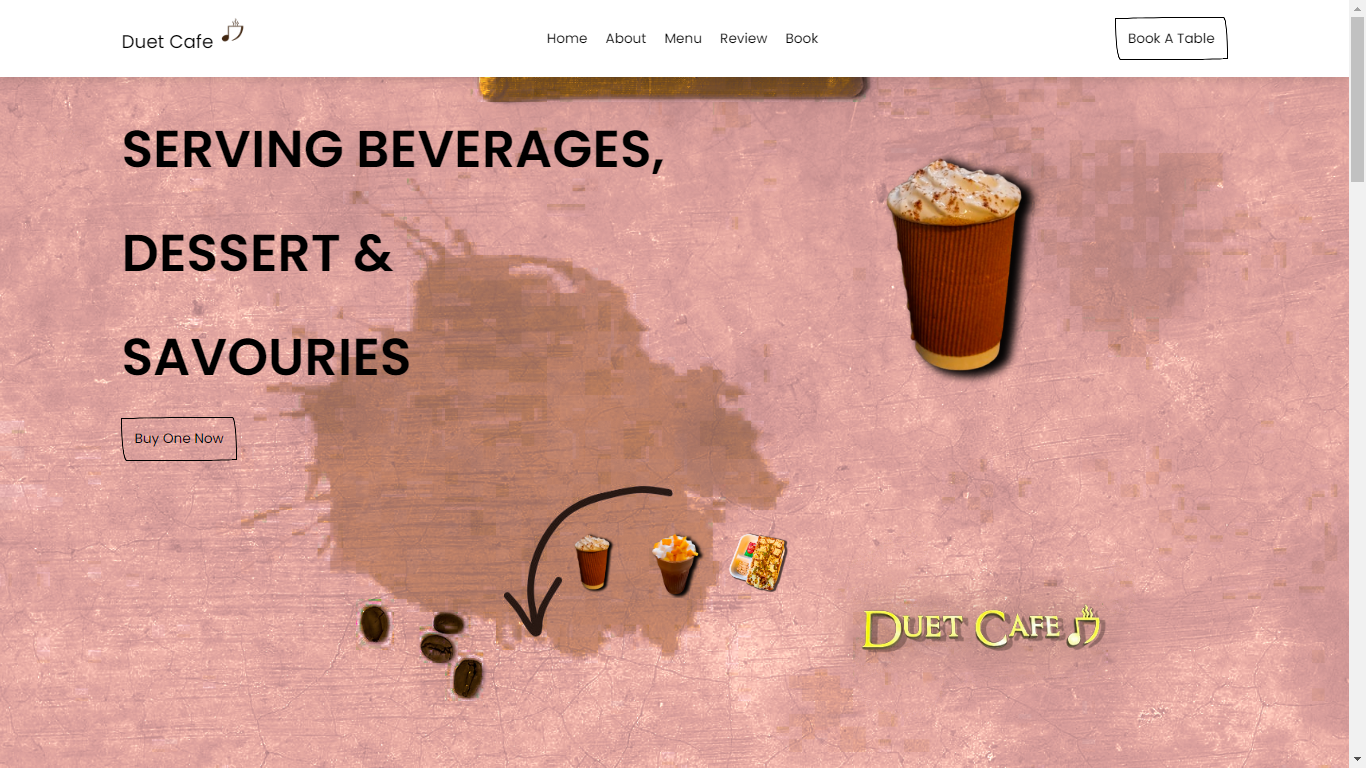 Duet Cafe
Home About Menu Review Book
Book A Table
SERVING BEVERAGES,
DESSERT &
SAVOURIES
Buy One Now
DUET CAFE